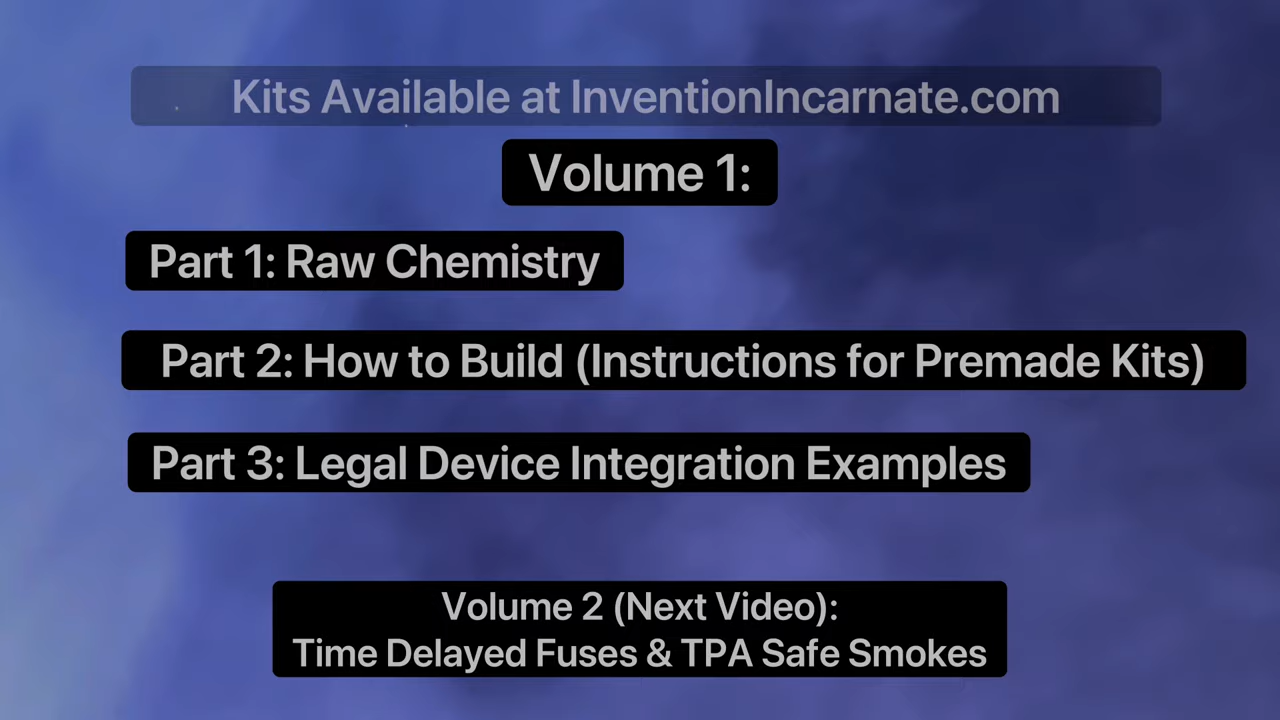 Kits Available at InventionIncarnate.com
Volume 1:
Part 1: Raw Chemistry
Part 2: How to Build (Instructions for Premade Kits)
Part 3: Legal Device Integration Examples
Volume 2 (Next Video):
Time Delayed Fuses & TPA Safe Smokes